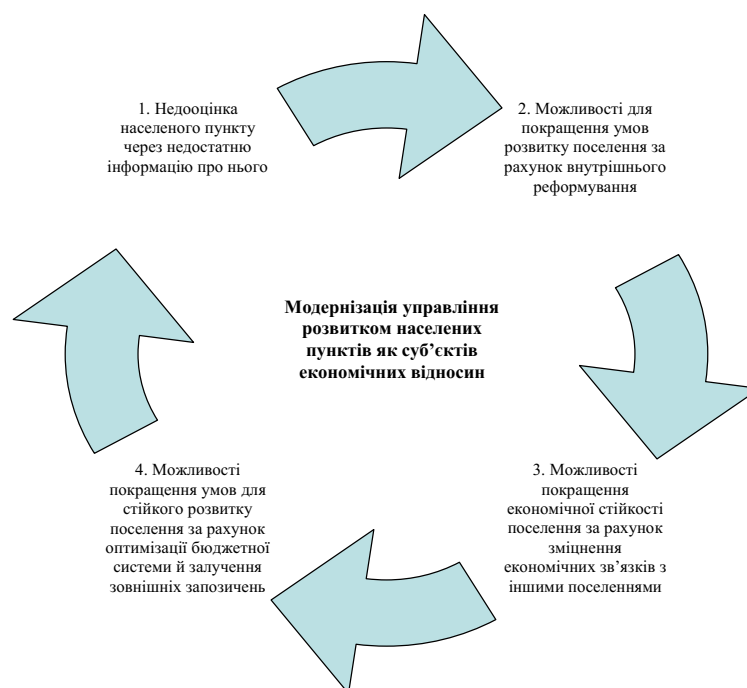 1. Недооцінка
населеного пункту
через недостатню
інформацію про нього
2. Можливості для
покращення умов
розвитку поселення за
рахунок внутрішнього
реформування
Модернізація управління
розвитком населених
пунктів як суб’єктів
економічних відносин
3. Можливості
покращення
економічної стійкості
поселення за рахунок
зміцнення
економічних зв’язків з
іншими поселеннями
4. Можливості
покращення умов для
стійкого розвитку
поселення за рахунок
оптимізації бюджетної
системи й залучення
зовнішніх запозичень